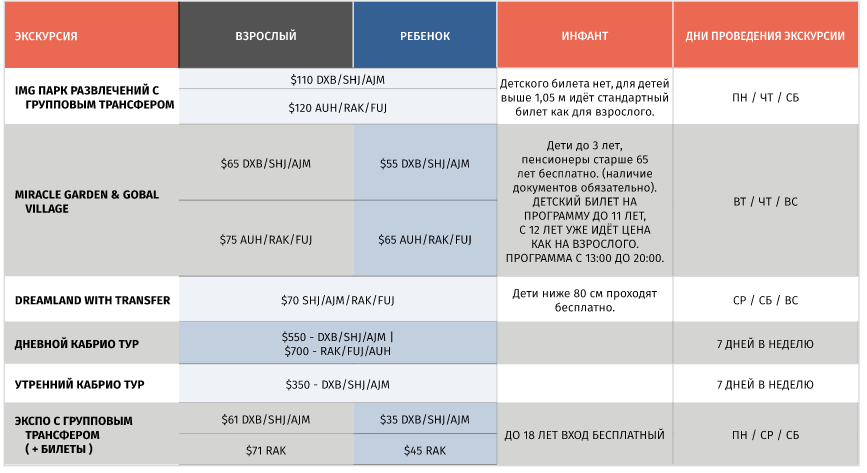 ЭКСКУРСИЯ
ВЗРОСЛЫЙ
РЕБЕНОК
ИНФАНТ
ДНИ ПРОВЕДЕНИЯ ЭКСКУРСИИ
IMG ПАРК РАЗВЛЕЧЕНИЙ С
ГРУППОВЫМ ТРАНСФЕРОМ
$110 DXB/SHJ/AJM
$120 AUH/RAK/FUJ
Детского билета нет, для детей
выше 1,05 м идёт стандартный
билет как для взрослого.
ПН / ЧТ / СБ
MIRACLE GARDEN & GOBAL
VILLAGE
$65 DXB/SHJ/AJM
$55 DXB/SHJ/AJM
$75 AUH/RAK/FUJ
$65 AUH/RAK/FUJ
Дети до 3 лет,
пенсионеры старше 65
лет бесплатно. (наличие
документов обязательно).
ДЕТСКИЙ БИЛЕТ НА
ПРОГРАММУ ДО 11 ЛЕТ,
С 12 ЛЕТ УЖЕ ИДЁТ ЦЕНА
КАК НА ВЗРОСЛОГО.
ПРОГРАММА С 13:00 ДО 20:00.
ВТ / ЧТ / ВС
DREAMLAND WITH TRANSFER
$70 SHJ/AJM/RAK/FUJ
Дети ниже 80 см проходят
бесплатно.
СР / СБ / ВС
ДНЕВНОЙ КАБРИО ТУР
$550 - DXB/SHJ/AJM |
$700 - RAK/FUJ/AUH
7 ДНЕЙ В НЕДЕЛЮ
УТРЕННИЙ КАБРИО ТУР
$350 - DXB/SHJ/AJM
7 ДНЕЙ В НЕДЕЛЮ
ЭКСПО С ГРУППОВЫМ
ТРАНСФЕРОМ
( + БИЛЕТЫ )
$61 DXB/SHJ/AJM
$35 DXB/SHJ/AJM
$71 RAK
$45 RAK
ДО 18 ЛЕТ ВХОД БЕСПЛАТНЫЙ
ПН / СР / СБ